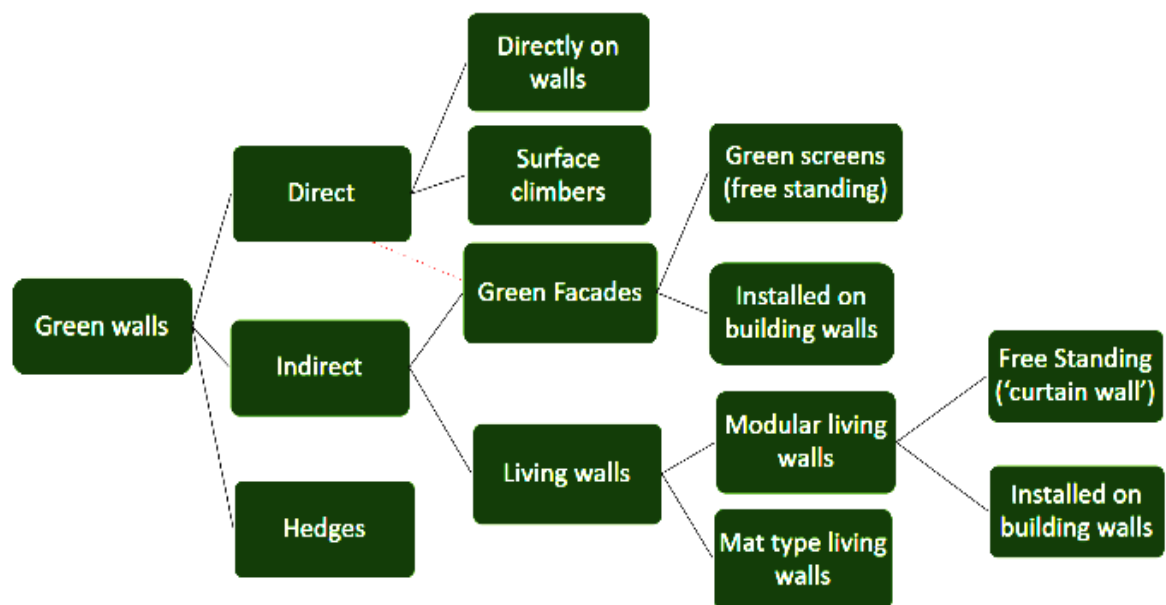 Directly on
walls
Surface
climbers
Direct
Green screens
(free standing)
Green walls
Green Facades
Installed on
building walls
Indirect
Free Standing
(‘curtain wall’)
Modular living
walls
Living walls
Installed on
building walls
Hedges
Mat type living
walls